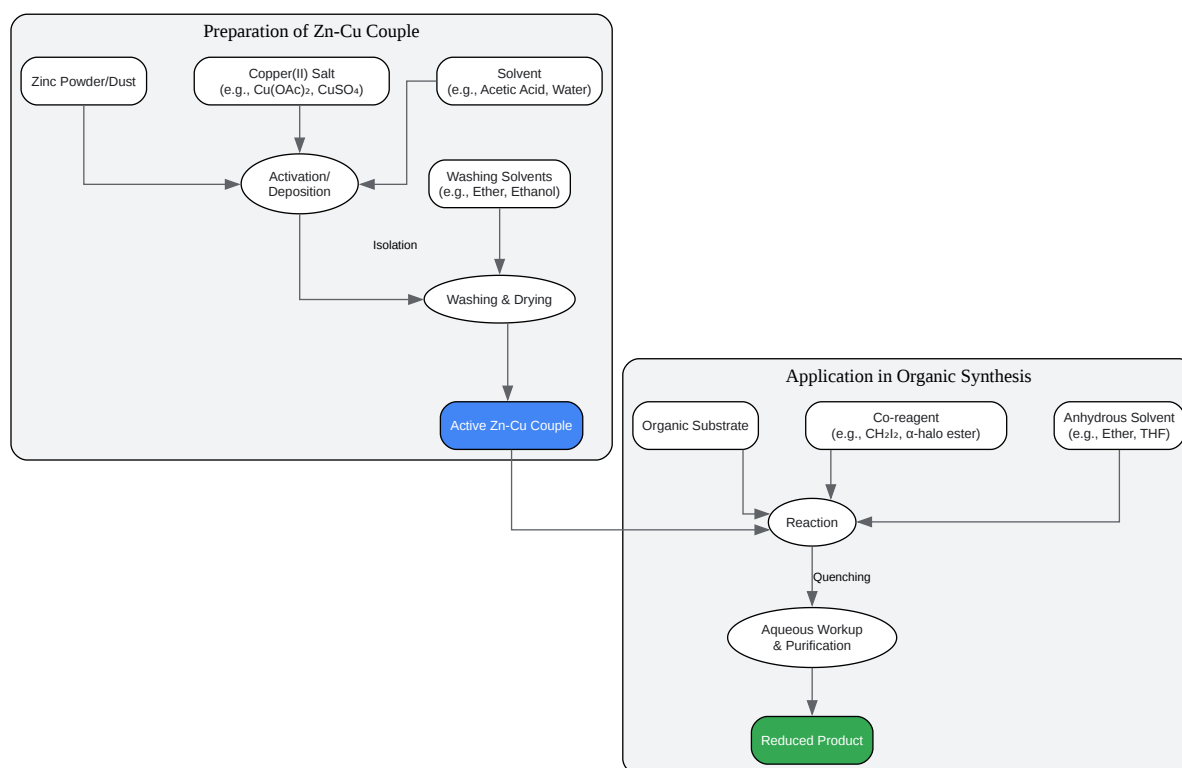 Preparation of Zn-Cu Couple
Zinc Powder/Dust
Copper(II) Salt
(e.g., Cu(OAc)₂, CuSO₄)
Solvent
(e.g., Acetic Acid, Water)
Activation/
Deposition
Washing Solvents
(e.g., Ether, Ethanol)
Isolation
Washing & Drying
Active Zn-Cu Couple
Application in Organic Synthesis
Organic Substrate
Co-reagent
(e.g., CH₂I₂, α-halo ester)
Anhydrous Solvent
(e.g., Ether, THF)
Reaction
Quenching
Aqueous Workup
& Purification
Reduced Product